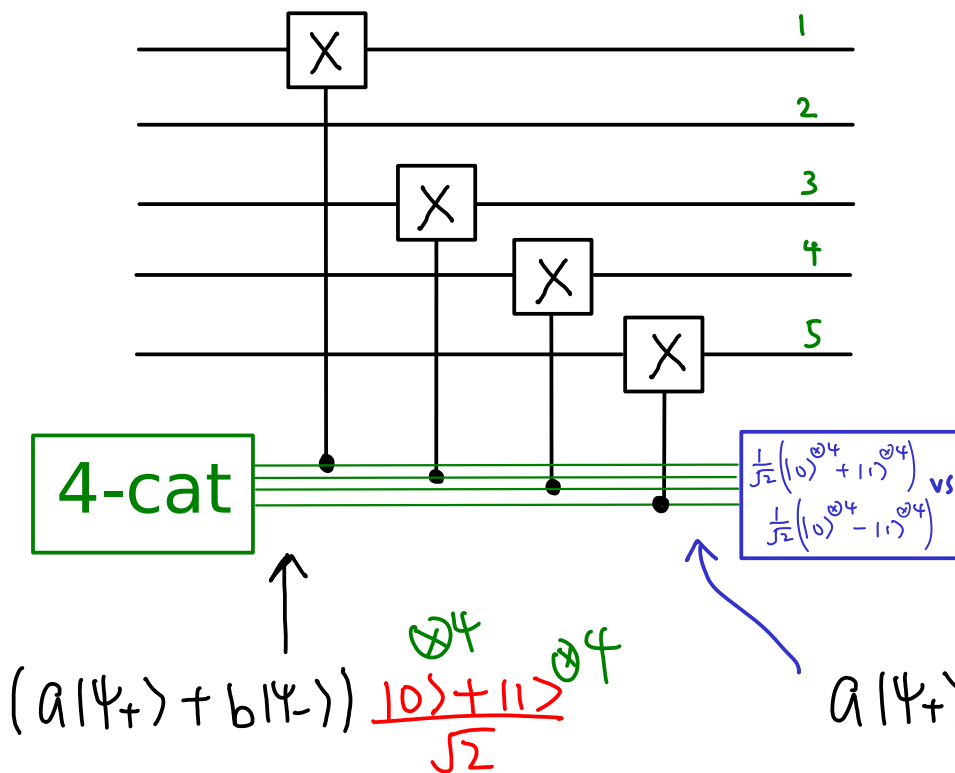 1
X
2
3
X
4
X
5
X
4-cat
1/√2 (|0⟩^⊗4 + |1⟩^⊗4)
vs
1/√2 (|0⟩^⊗4 − |1⟩^⊗4)
(a|Ψ₊⟩ + b|Ψ₋⟩) (|0⟩^⊗4 + |1⟩^⊗4)/√2
a|Ψ₊⟩